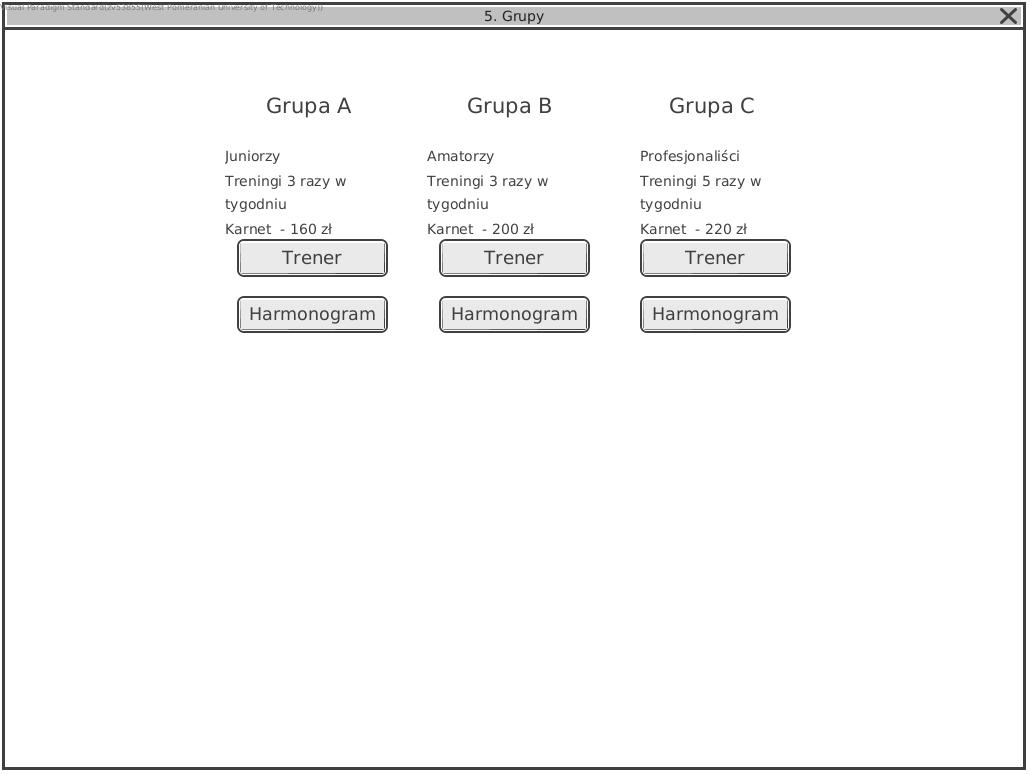 Visual Paradigm Standard(zv53855(West Pomeranian University of Technology))
5. Grupy
Grupa A
Grupa B
Grupa C
Juniorzy
Treningi 3 razy w
tygodniu
Karnet - 160 zł
Trener
Harmonogram
Amatorzy
Treningi 3 razy w
tygodniu
Karnet - 200 zł
Trener
Harmonogram
Profesjonaliści
Treningi 5 razy w
tygodniu
Karnet - 220 zł
Trener
Harmonogram